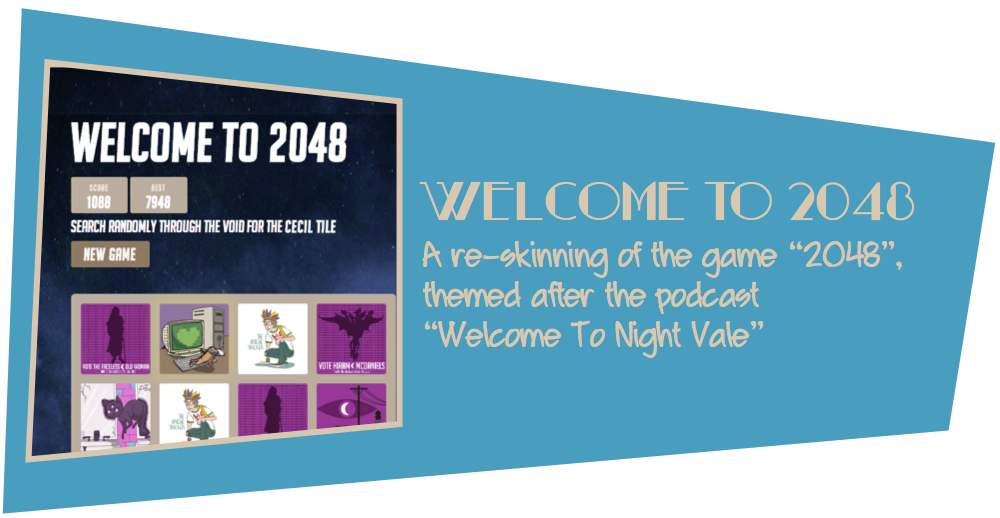 WELCOME TO 2048
SCORE
1088
BEST
7948
SEARCH RANDOMLY THROUGH THE VOID FOR THE CECIL TILE
NEW GAME
VOTE THE FACELESS OLD WOMAN
VOTE HIRAM McDANIELS
WELCOME TO 2048
A re-skinning of the game “2048”,
themed after the podcast
“Welcome To Night Vale”